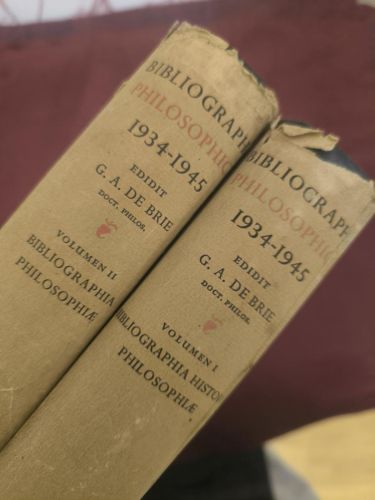 BIBLIOGRAPH
PHILOSOPHIC
1934-1945
EDIDIT
G. A. DE BRIE
DOCT. PHILOS.
VOLUMEN II
BIBLIOGRAPHIA
PHILOSOPHIÆ
BIBLIOGRAPH
PHILOSOPHIC
1934-1945
EDIDIT
G. A. DE BRIE
DOCT. PHILOS.
VOLUMEN I
BIBLIOGRAPHIA HISTO
PHILOSOPHIÆ